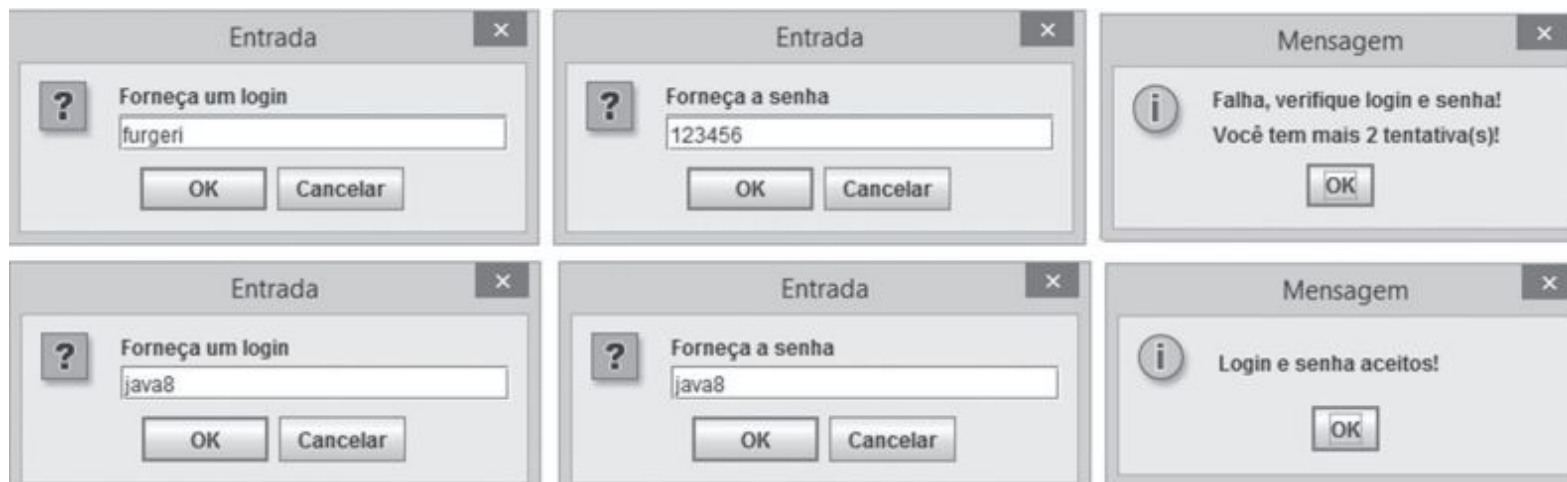 Entrada
×
?
Forneça um login
furgeri
OK
Cancelar
Entrada
×
?
Forneça a senha
123456
OK
Cancelar
Mensagem
×
i
Falha, verifique login e senha!
Você tem mais 2 tentativa(s)!
OK
Entrada
×
?
Forneça um login
java8
OK
Cancelar
Entrada
×
?
Forneça a senha
java8
OK
Cancelar
Mensagem
×
i
Login e senha aceitos!
OK